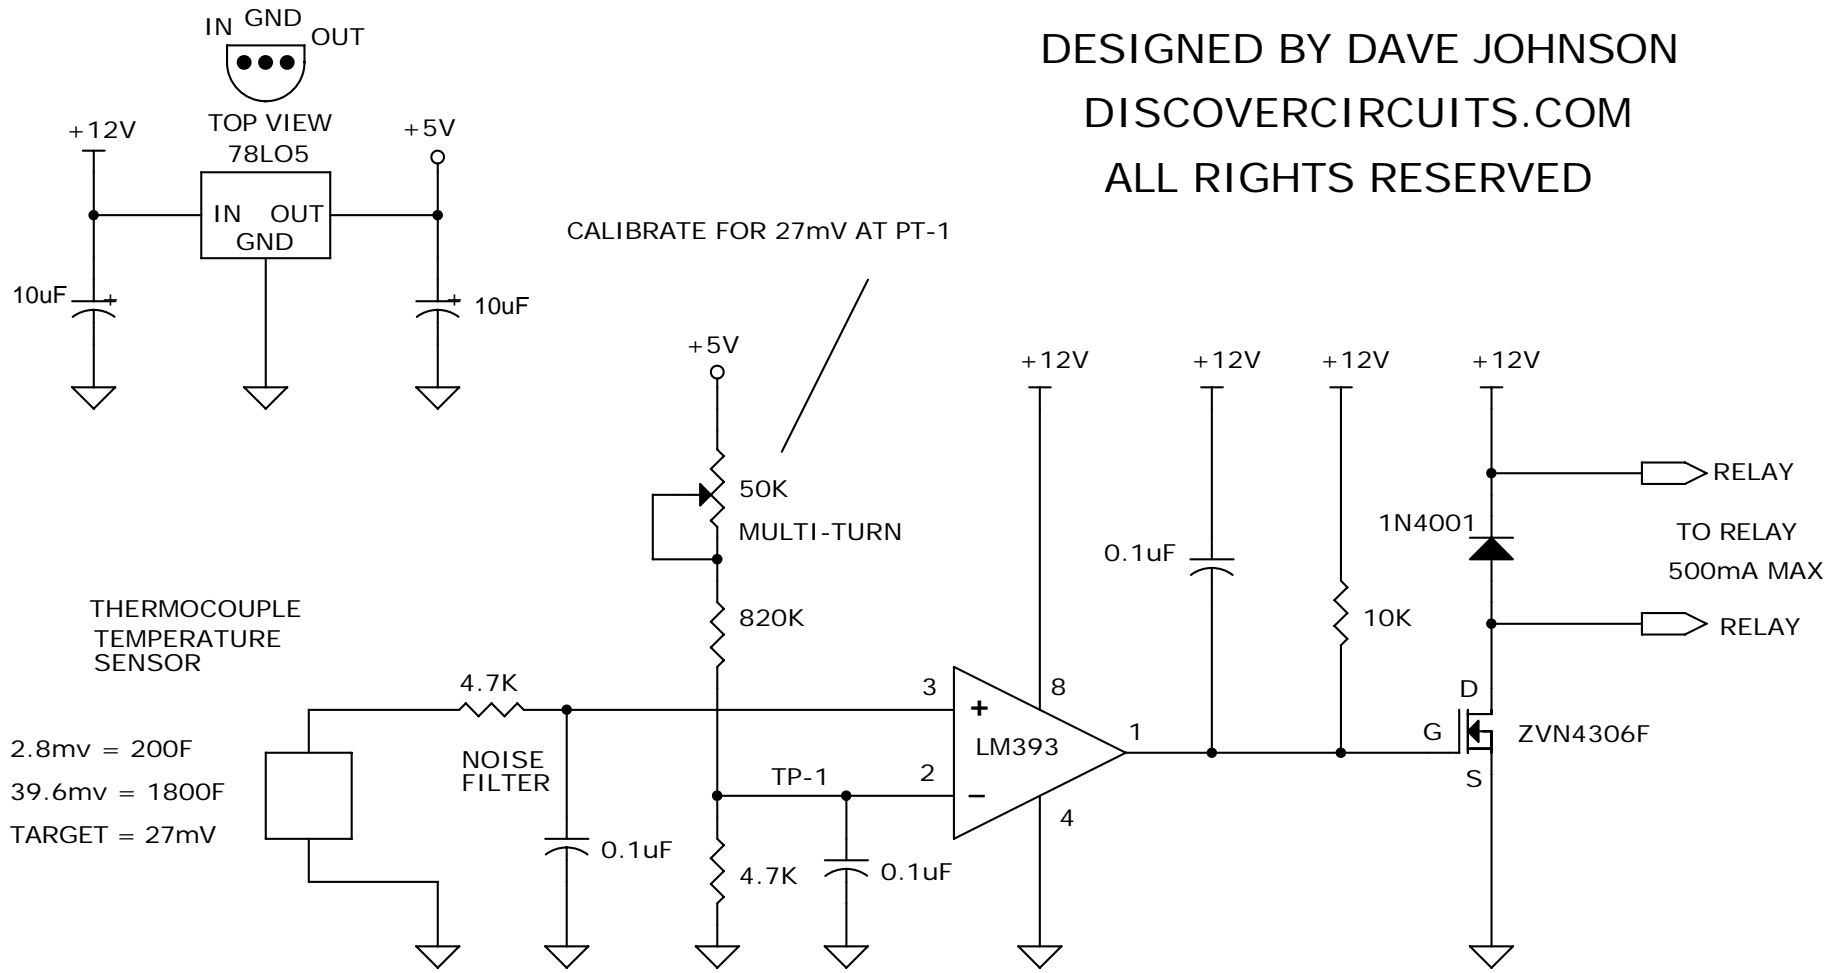 IN GND OUT
DESIGNED BY DAVE JOHNSON
DISCOVERCIRCUITS.COM
ALL RIGHTS RESERVED
+12V
TOP VIEW
78LO5
+5V
IN OUT
GND
10uF
+
+
10uF
CALIBRATE FOR 27mV AT PT-1
+5V
+12V
+12V
+12V
+12V
50K
MULTI-TURN
RELAY
1N4001
TO RELAY
500mA MAX
0.1uF
THERMOCOUPLE
TEMPERATURE
SENSOR
820K
10K
RELAY
4.7K
3
8
D
+
LM393
1
G
ZVN4306F
2.8mv = 200F
39.6mv = 1800F
TARGET = 27mV
NOISE
FILTER
TP-1
2
−
S
4
0.1uF
4.7K
0.1uF